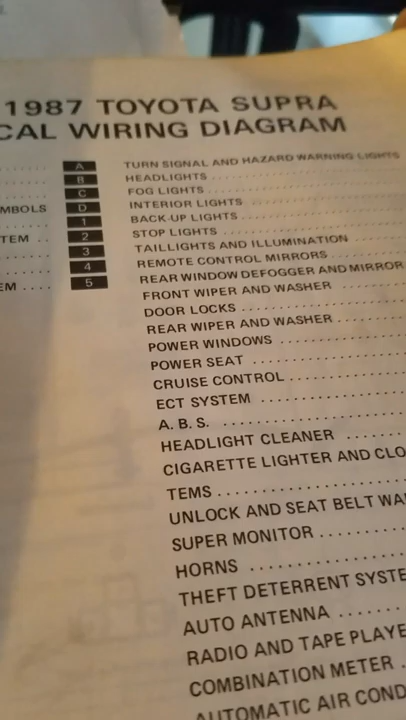 1987 TOYOTA SUPRA
CAL WIRING DIAGRAM
A
B
C
MBOLS D
1
TEM .. 2
3
4
EM .... 5
TURN SIGNAL AND HAZARD WARNING LIGHTS
HEADLIGHTS
FOG LIGHTS
INTERIOR LIGHTS
BACK-UP LIGHTS
STOP LIGHTS
TAILLIGHTS AND ILLUMINATION
REMOTE CONTROL MIRRORS
REAR WINDOW DEFOGGER AND MIRROR
FRONT WIPER AND WASHER
DOOR LOCKS
REAR WIPER AND WASHER
POWER WINDOWS
POWER SEAT
CRUISE CONTROL
ECT SYSTEM
A. B. S.
HEADLIGHT CLEANER
CIGARETTE LIGHTER AND CLO
TEMS
UNLOCK AND SEAT BELT WA
SUPER MONITOR
HORNS
THEFT DETERRENT SYSTE
AUTO ANTENNA
RADIO AND TAPE PLAYE
COMBINATION METER
AUTOMATIC AIR COND